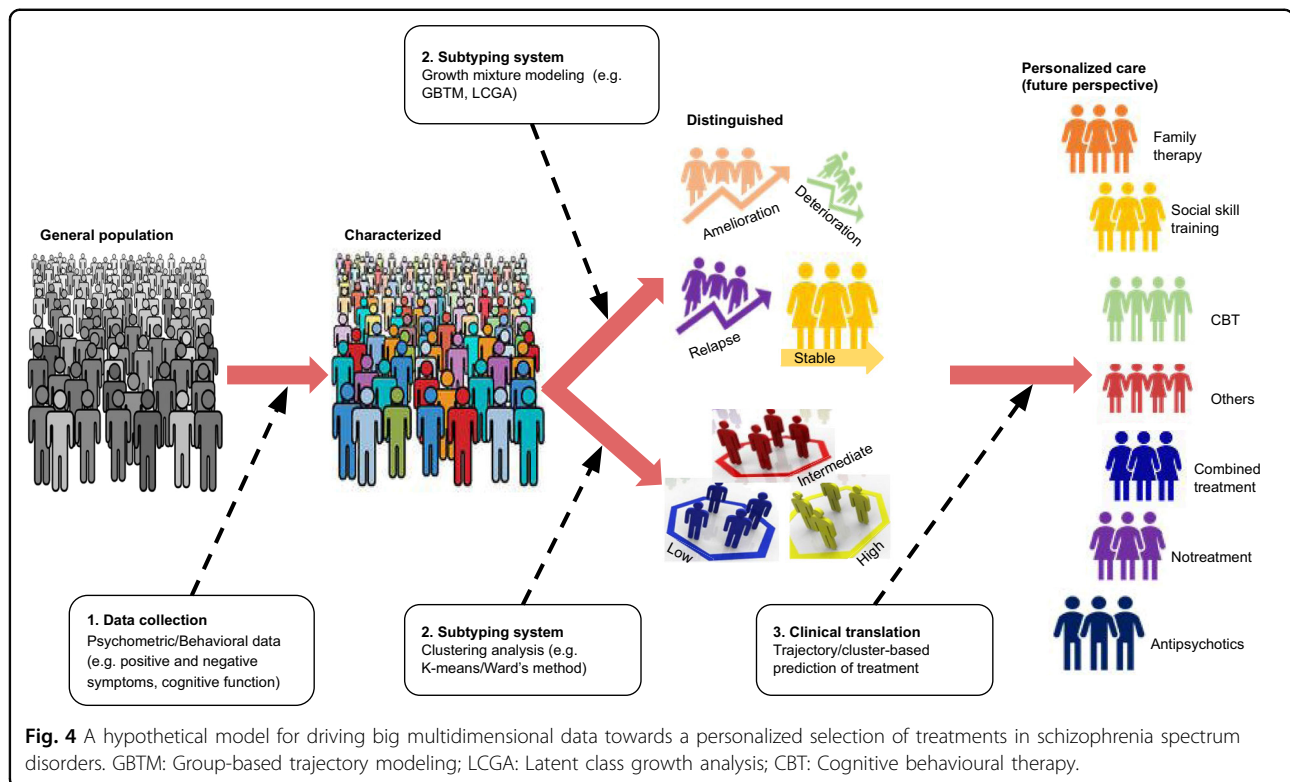 2. Subtyping system
Growth mixture modeling (e.g.
GBTM, LCGA)
Personalized care
(future perspective)
Distinguished
Family
therapy
Amelioration
Deterioration
Social skill
training
General population
Characterized
Relapse
Stable
CBT
Others
Intermediate
Low
High
Combined
treatment
Notreatment
1. Data collection
Psychometric/Behavioral data
(e.g. positive and negative
symptoms, cognitive function)
2. Subtyping system
Clustering analysis (e.g.
K-means/Ward's method)
3. Clinical translation
Trajectory/cluster-based
prediction of treatment
Antipsychotics
Fig. 4 A hypothetical model for driving big multidimensional data towards a personalized selection of treatments in schizophrenia spectrum
disorders. GBTM: Group-based trajectory modeling; LCGA: Latent class growth analysis; CBT: Cognitive behavioural therapy.